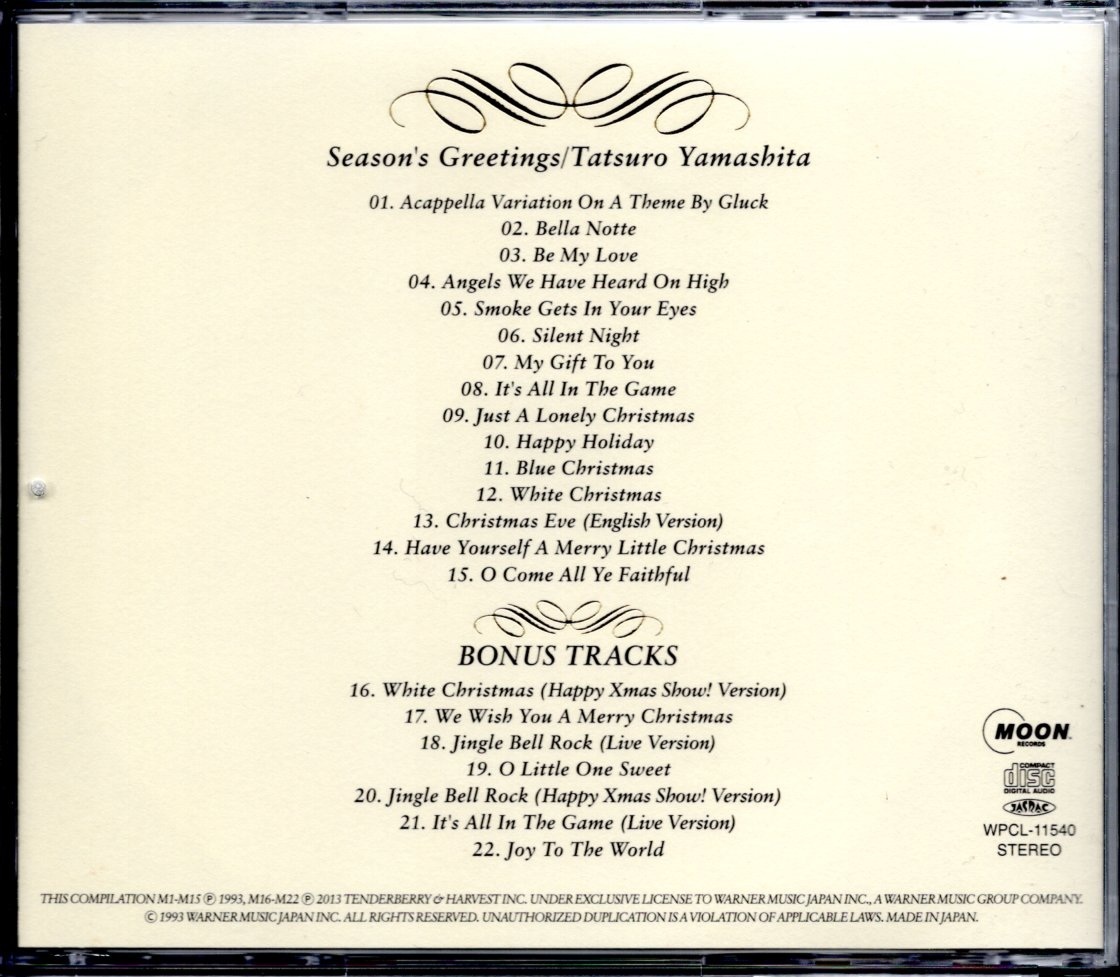 Season's Greetings/Tatsuro Yamashita
01. Acappella Variation On A Theme By Gluck
02. Bella Notte
03. Be My Love
04. Angels We Have Heard On High
05. Smoke Gets In Your Eyes
06. Silent Night
07. My Gift To You
08. It's All In The Game
09. Just A Lonely Christmas
10. Happy Holiday
11. Blue Christmas
12. White Christmas
13. Christmas Eve (English Version)
14. Have Yourself A Merry Little Christmas
15. O Come All Ye Faithful
BONUS TRACKS
16. White Christmas (Happy Xmas Show! Version)
17. We Wish You A Merry Christmas
18. Jingle Bell Rock (Live Version)
19. O Little One Sweet
20. Jingle Bell Rock (Happy Xmas Show! Version)
21. It's All In The Game (Live Version)
22. Joy To The World
MOON
RECORDS
COMPACT
disc
DIGITAL AUDIO
JASRAC
WPCL-11540
STEREO
THIS COMPILATION M1-M15 Ⓟ 1993, M16-M22 Ⓟ 2013 TENDERBERRY & HARVEST INC. UNDER EXCLUSIVE LICENSE TO WARNER MUSIC JAPAN INC., A WARNER MUSIC GROUP COMPANY.
© 1993 WARNER MUSIC JAPAN INC. ALL RIGHTS RESERVED. UNAUTHORIZED DUPLICATION IS A VIOLATION OF APPLICABLE LAWS. MADE IN JAPAN.